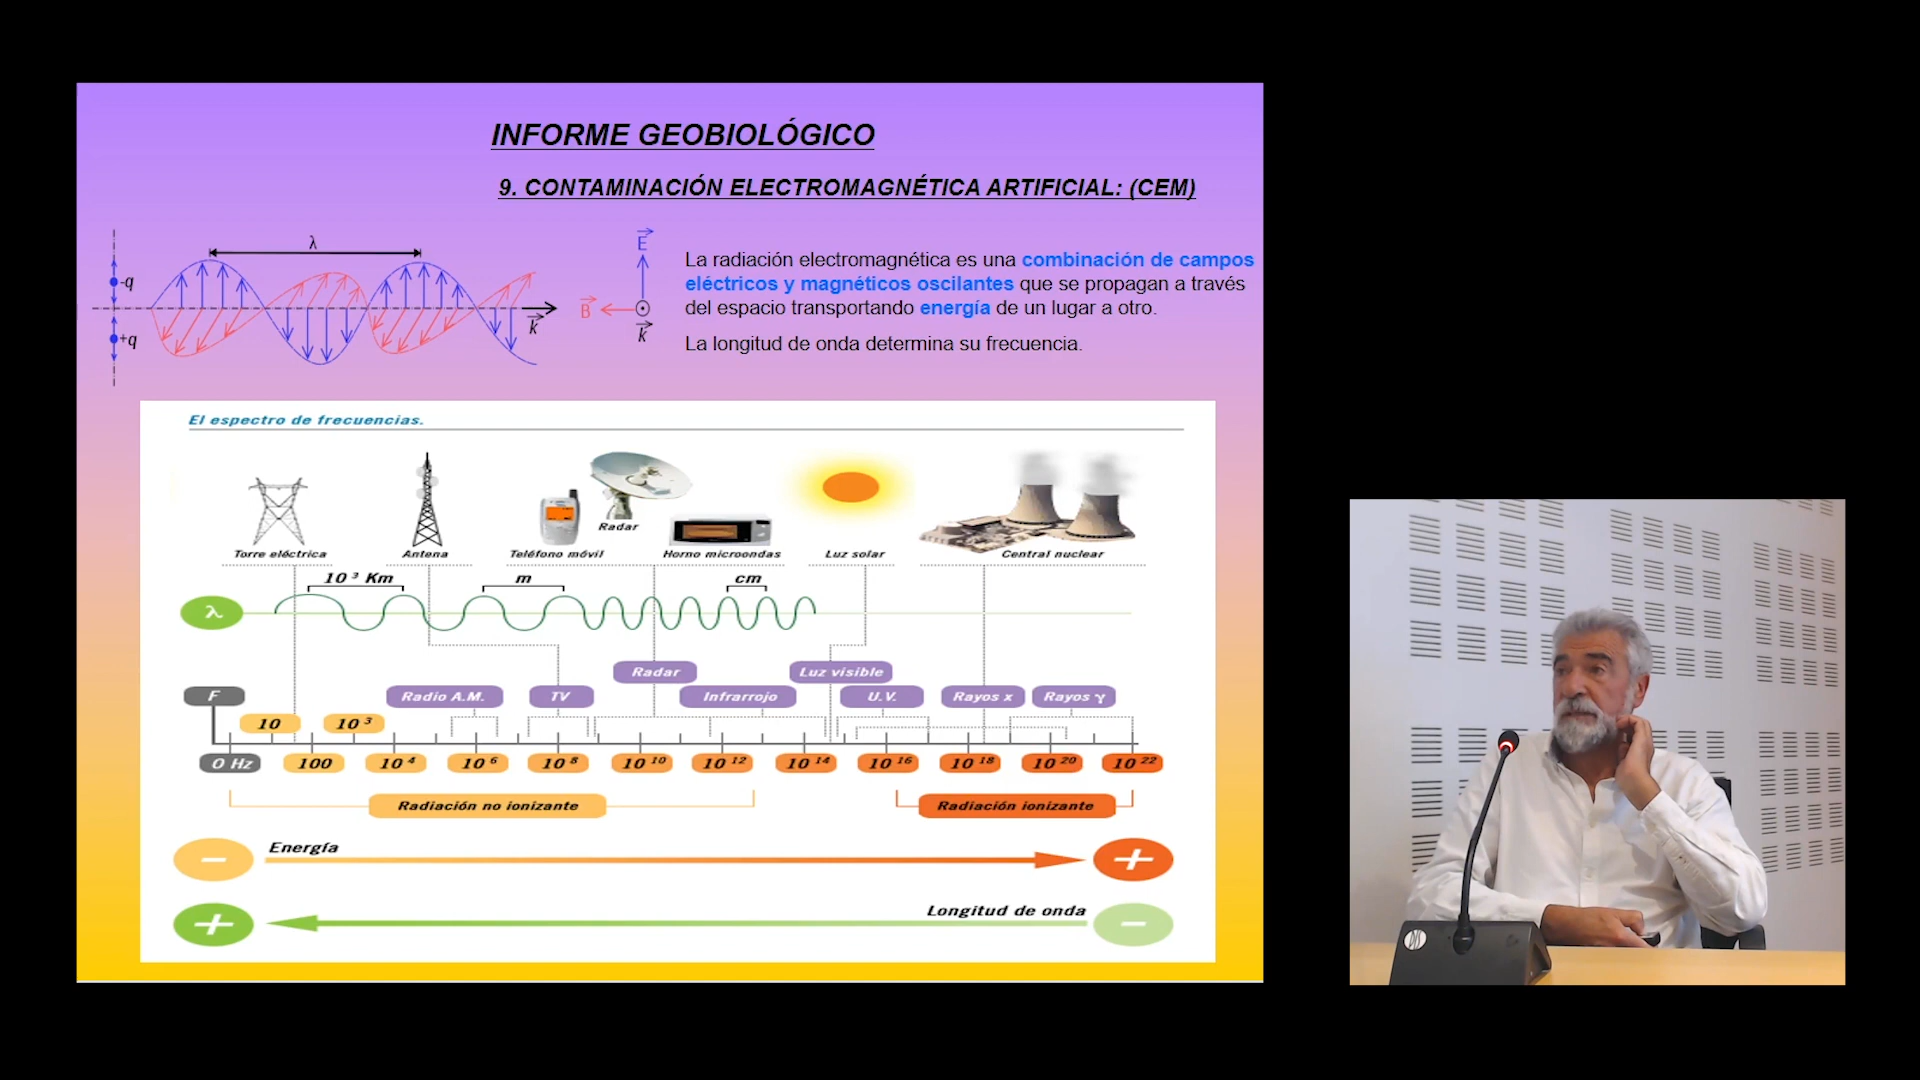 INFORME GEOBIOLÓGICO
9. CONTAMINACIÓN ELECTROMAGNÉTICA ARTIFICIAL: (CEM)
λ
-q
+q
k
E
B
k
La radiación electromagnética es una combinación de campos
eléctricos y magnéticos oscilantes que se propagan a través
del espacio transportando energía de un lugar a otro.
La longitud de onda determina su frecuencia.
El espectro de frecuencias.
Radar
Torre eléctrica Antena Teléfono móvil Horno microondas Luz solar Central nuclear
10³ Km m cm
λ
Radar Luz visible
F Radio A.M. TV Infrarrojo U.V. Rayos x Rayos γ
10 10³
0 Hz 100 10⁴ 10⁶ 10⁸ 10¹⁰ 10¹² 10¹⁴ 10¹⁶ 10¹⁸ 10²⁰ 10²²
Radiación no ionizante Radiación ionizante
Energía
− +
Longitud de onda
+ −